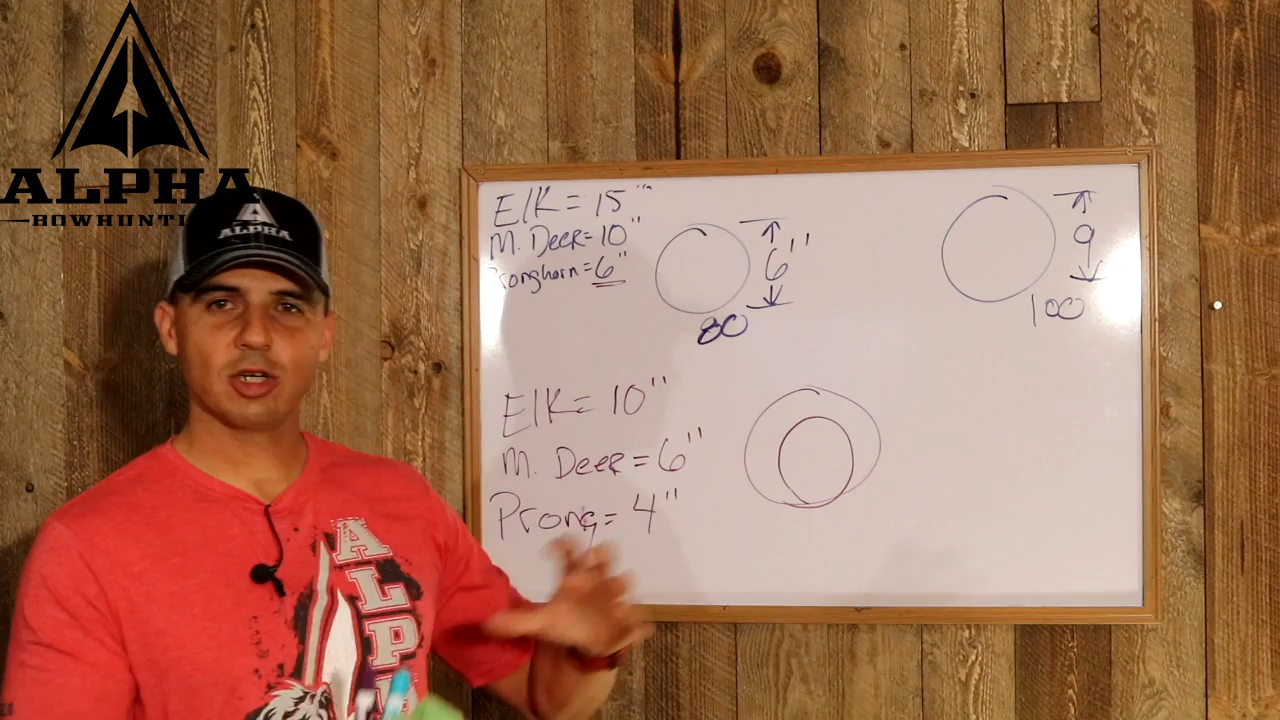 ALPHA
BOWHUNTI
A
ALPHA
Elk = 15"
M. Deer = 10"
Pronghorn = 6"
6"
80
9
100
Elk = 10"
M. Deer = 6"
Prong = 4"
ALPA